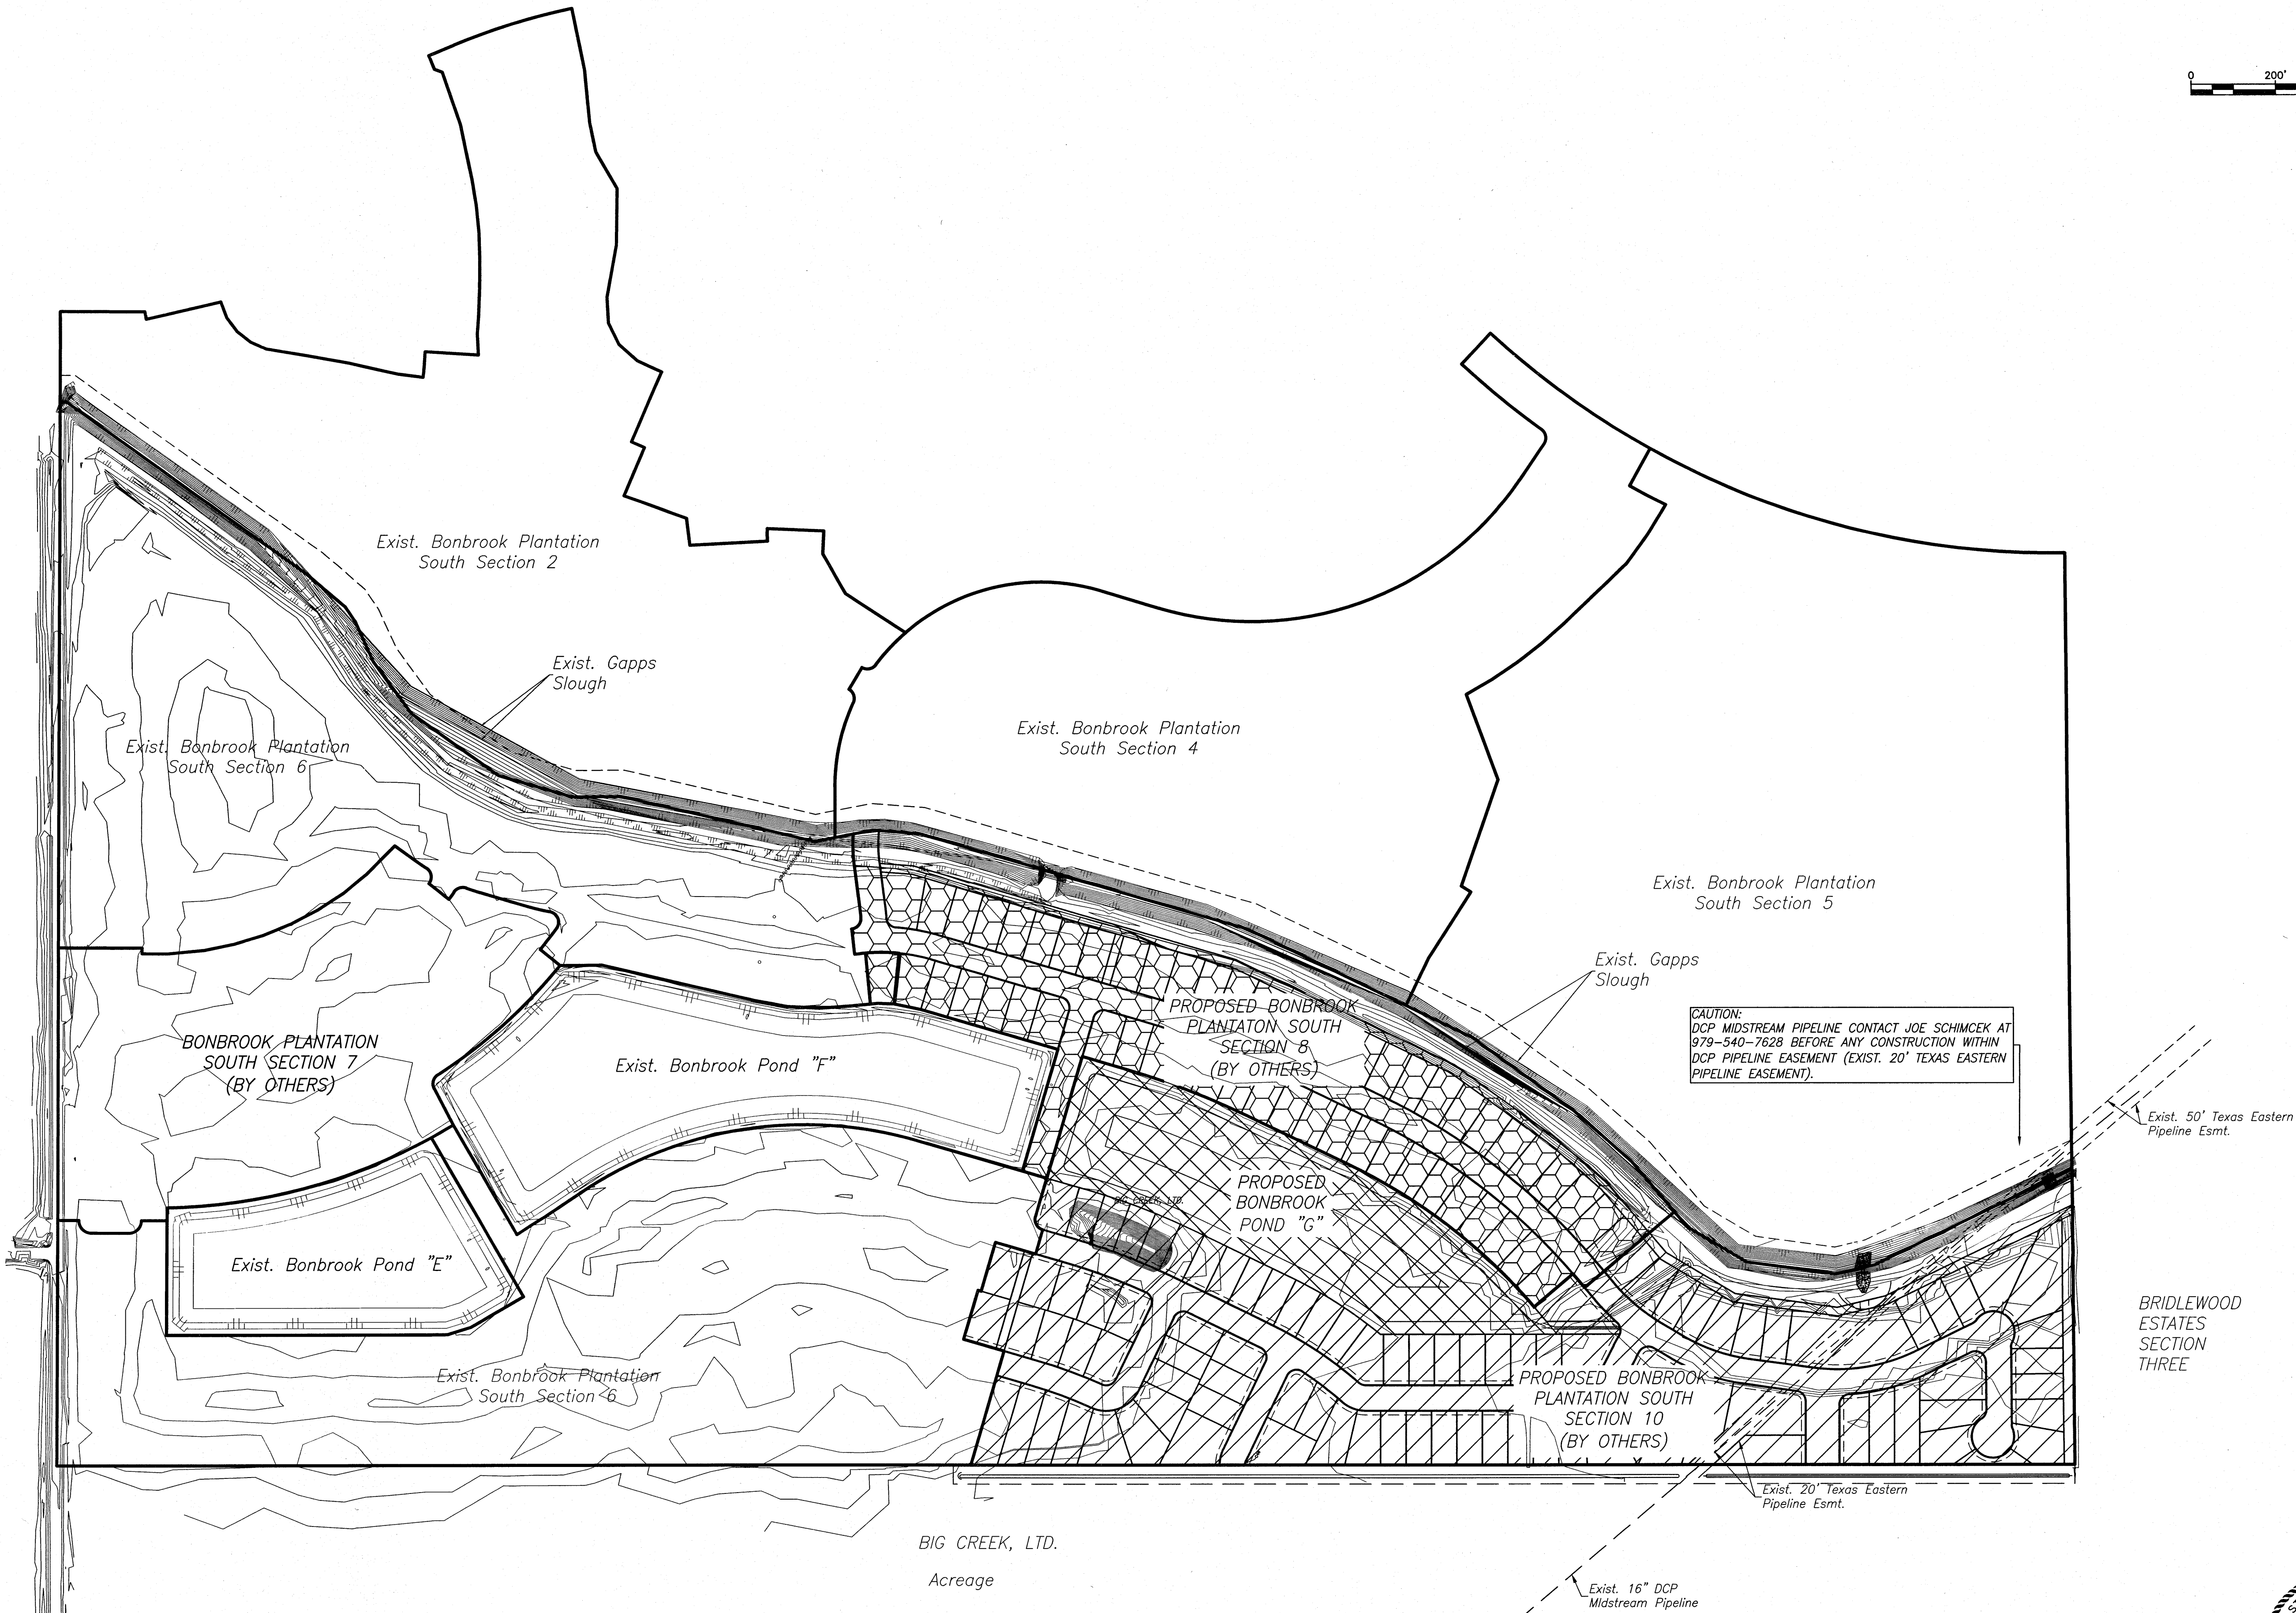 0 200'
Exist. Bonbrook Plantation
South Section 2
Exist. Gapps
Slough
Exist. Bonbrook Plantation
South Section 4
Exist. Bonbrook Plantation
South Section 6
Exist. Bonbrook Plantation
South Section 5
Exist. Gapps
Slough
PROPOSED BONBROOK
PLANTATON SOUTH
SECTION 8
(BY OTHERS)
CAUTION:
DCP MIDSTREAM PIPELINE CONTACT JOE SCHIMCEK AT
979-540-7628 BEFORE ANY CONSTRUCTION WITHIN
DCP PIPELINE EASEMENT (EXIST. 20' TEXAS EASTERN
PIPELINE EASEMENT).
BONBROOK PLANTATION
SOUTH SECTION 7
(BY OTHERS)
Exist. Bonbrook Pond "F"
Exist. 50' Texas Eastern
Pipeline Esmt.
PROPOSED
BONBROOK
POND "G"
BIG CREEK, LTD.
Exist. Bonbrook Pond "E"
BRIDLEWOOD
ESTATES
SECTION
THREE
Exist. Bonbrook Plantation
South Section 6
PROPOSED BONBROOK
PLANTATION SOUTH
SECTION 10
(BY OTHERS)
Exist. 20' Texas Eastern
Pipeline Esmt.
BIG CREEK, LTD.
Acreage
Exist. 16" DCP
MIdstream Pipeline